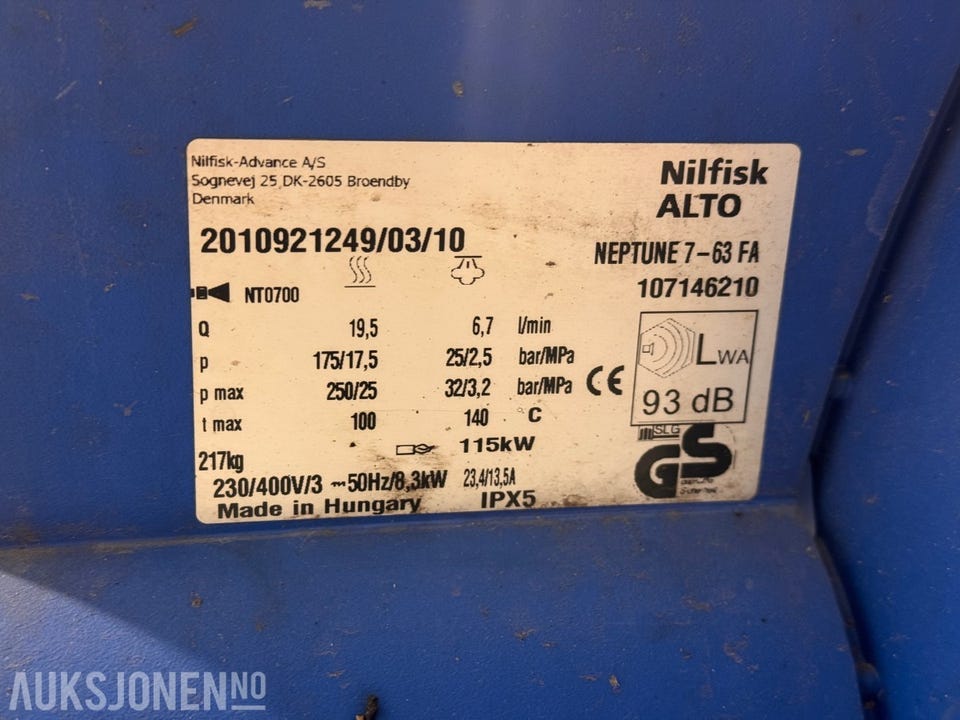 Nilfisk-Advance A/S
Sognevej 25 DK-2605 Broendby
Denmark
Nilfisk
ALTO
2010921249/03/10
NEPTUNE 7-63 FA
107146210
NT0700
Q 19,5 6,7 l/min
p 175/17,5 25/2,5 bar/MPa
p max 250/25 32/3,2 bar/MPa
t max 100 140 °C
CE
LWA
93 dB
115kW
SLG
GS
217kg
230/400V/3 ~50Hz/8,3kW 23,4/13,5A
Made in Hungary IPX5
AUKSJONEN.NO